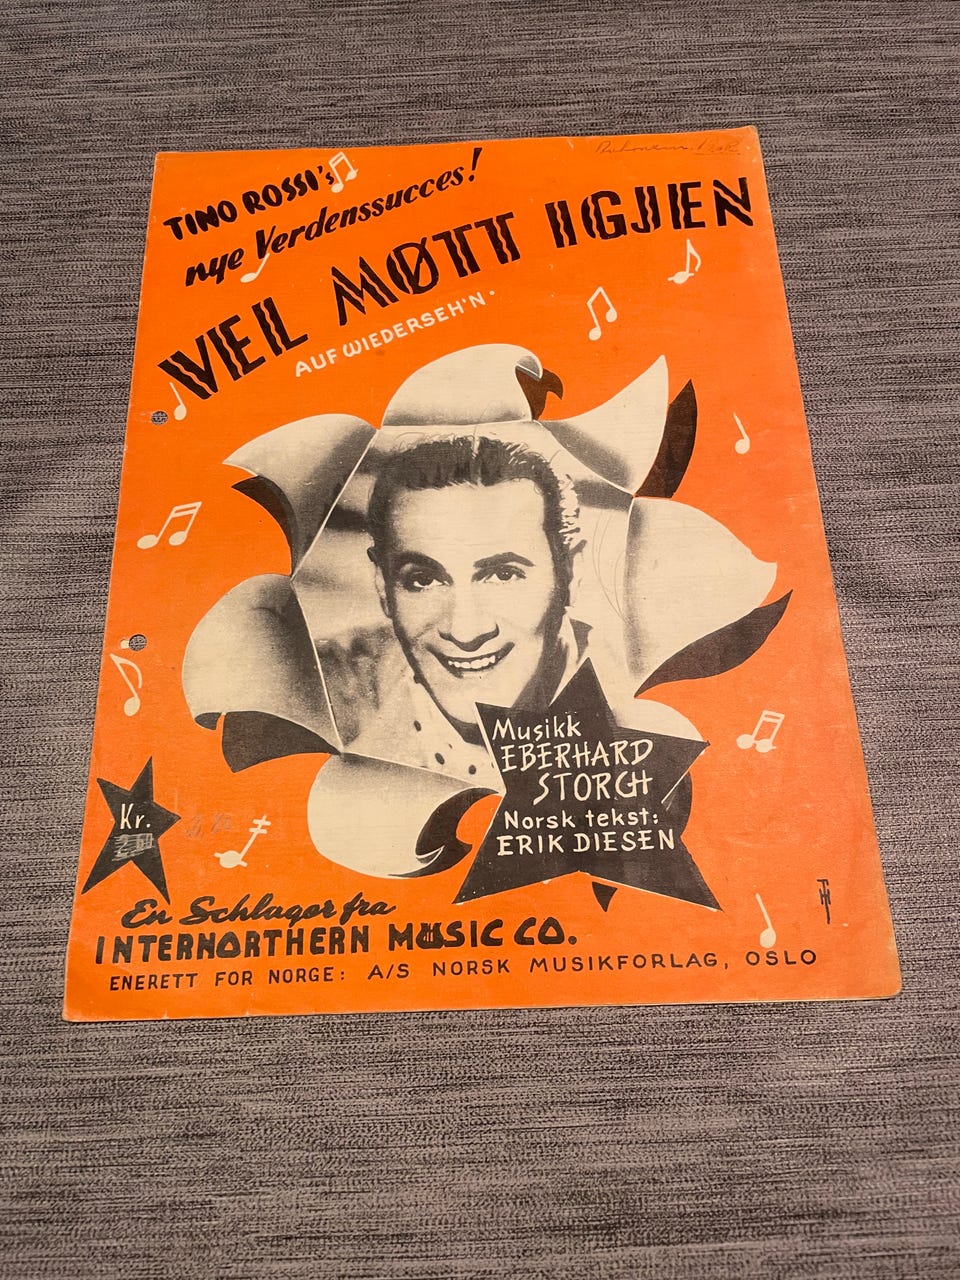 TINO ROSSI's
nye Verdenssucces!
VEL MØTT IGJEN
AUF WIEDERSEH'N.
Musikk
EBERHARD
STORCH
Norsk tekst:
ERIK DIESEN
Kr.
En Schlager fra
INTERNORTHERN MUSIC CO.
ENERETT FOR NORGE: A/S NORSK MUSIKFORLAG, OSLO